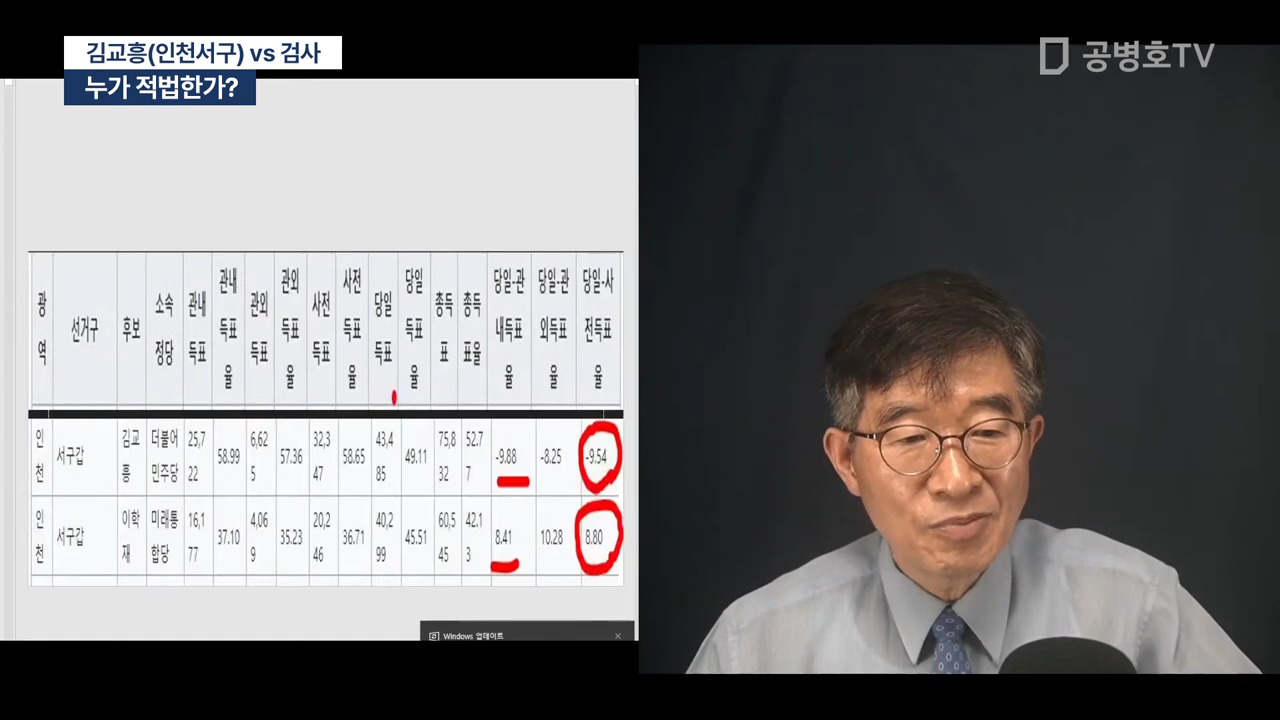 김교흥(인천서구) vs 검사
누가 적법한가?
공병호TV
광역 선거구 후보 소속정당 관내득표 관내득표율 관외득표 관외득표율 사전득표 사전득표율 당일득표 당일득표율 총득표 총득표율 당일-관내득표율 당일-관외득표율 당일-사전득표율
인천 서구갑 김교흥 더불어민주당 25,722 58.99 6,625 57.36 32,347 58.65 43,485 49.11 75,832 52.77 -9.88 -8.25 -9.54
인천 서구갑 이학재 미래통합당 16,177 37.10 4,069 35.23 20,246 36.71 40,299 45.51 60,545 42.13 8.41 10.28 8.80
Windows 업데이트